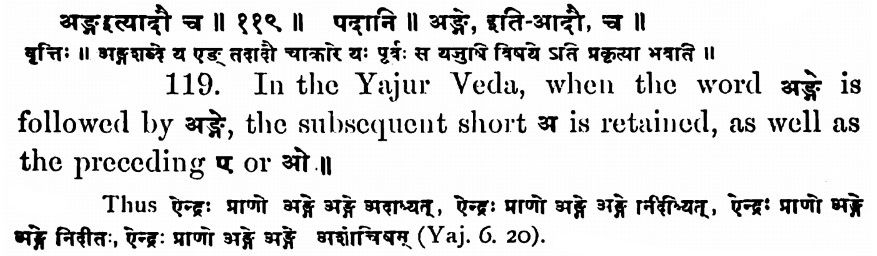 अङ्गइत्यादौ च ॥ ११९ ॥ पदानि ॥ अङ्गे, इति-आदौ, च ॥
वृत्तिः ॥ अङ्गशब्दे य एङ् तदादौ चाकारे यः पूर्वः स यजुषि विषये ऽति प्रकृत्या भवति ॥
119. In the Yajur Veda, when the word अङ्गे is
followed by अङ्गे, the subsequent short अ is retained, as well as
the preceding प or ओ ॥
Thus ऐन्द्रः प्राणो अङ्गे अङ्गे अदाध्यत्, ऐन्द्रः प्राणो अङ्गे अङ्गे ऐन्द्रः प्राणो अङ्गे
अङ्गे निदीतः, ऐन्द्रः प्राणो अङ्गे अङ्गे अशोचिषम् (Yaj. 6. 20).